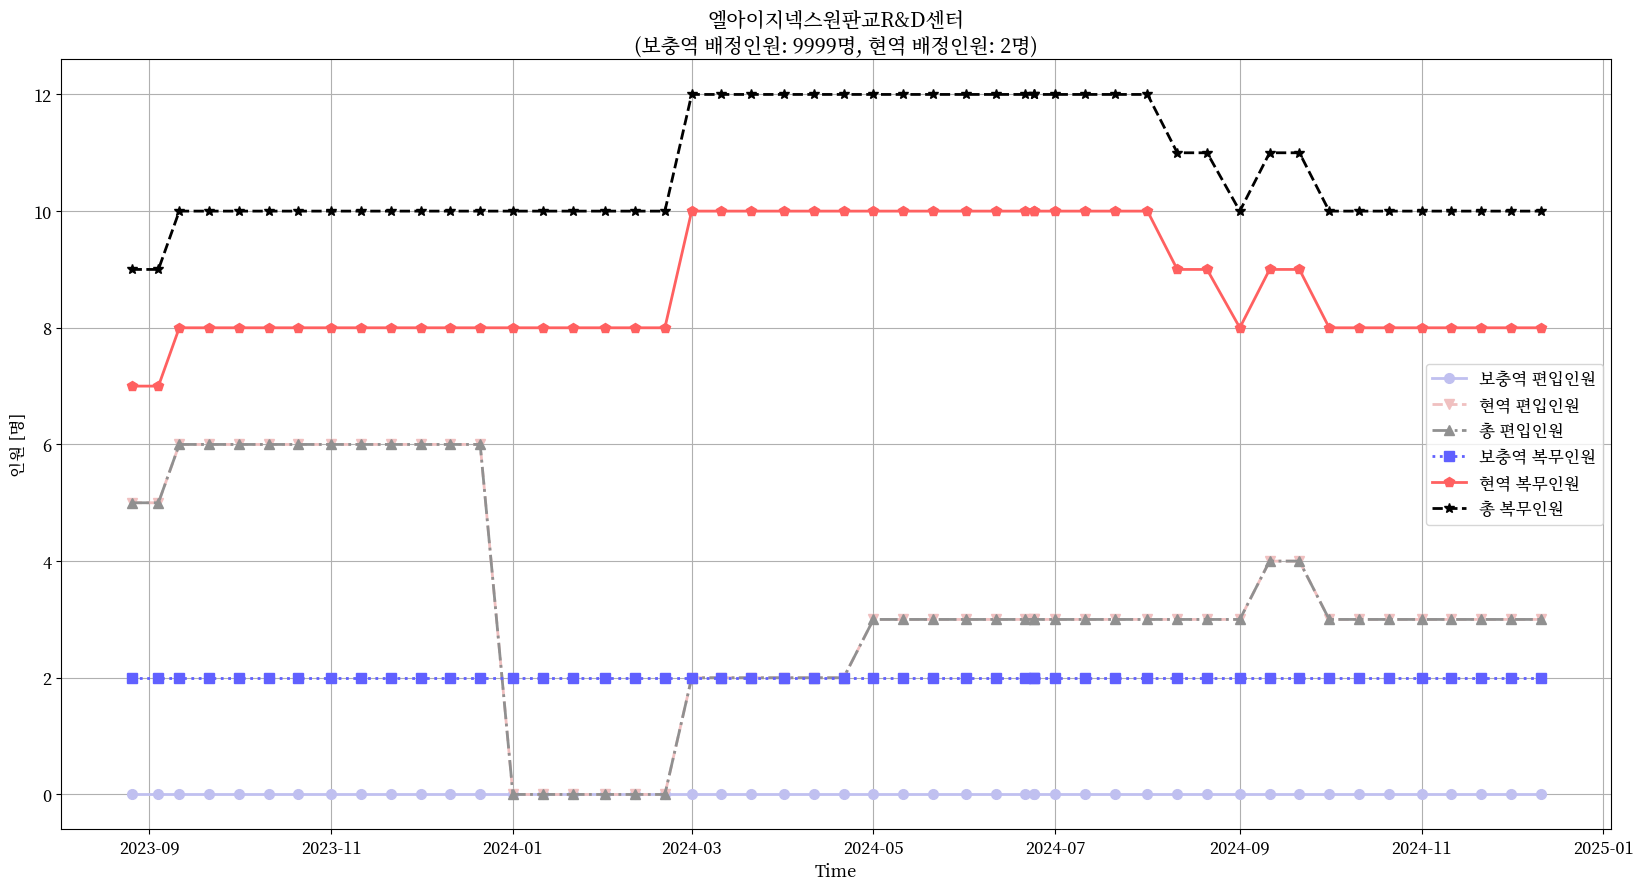 엘아이지넥스원판교R&D센터
(보충역 배정인원: 9999명, 현역 배정인원: 2명)
인원 [명]
12
10
8
6
4
2
0
보충역 편입인원
현역 편입인원
총 편입인원
보충역 복무인원
현역 복무인원
총 복무인원
2023-09 2023-11 2024-01 2024-03 2024-05 2024-07 2024-09 2024-11 2025-01
Time